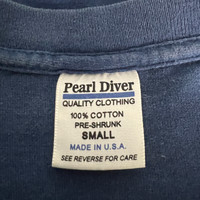 Pearl Diver
QUALITY CLOTHING
100% COTTON
PRE-SHRUNK
SMALL
MADE IN U.S.A.
SEE REVERSE FOR CARE